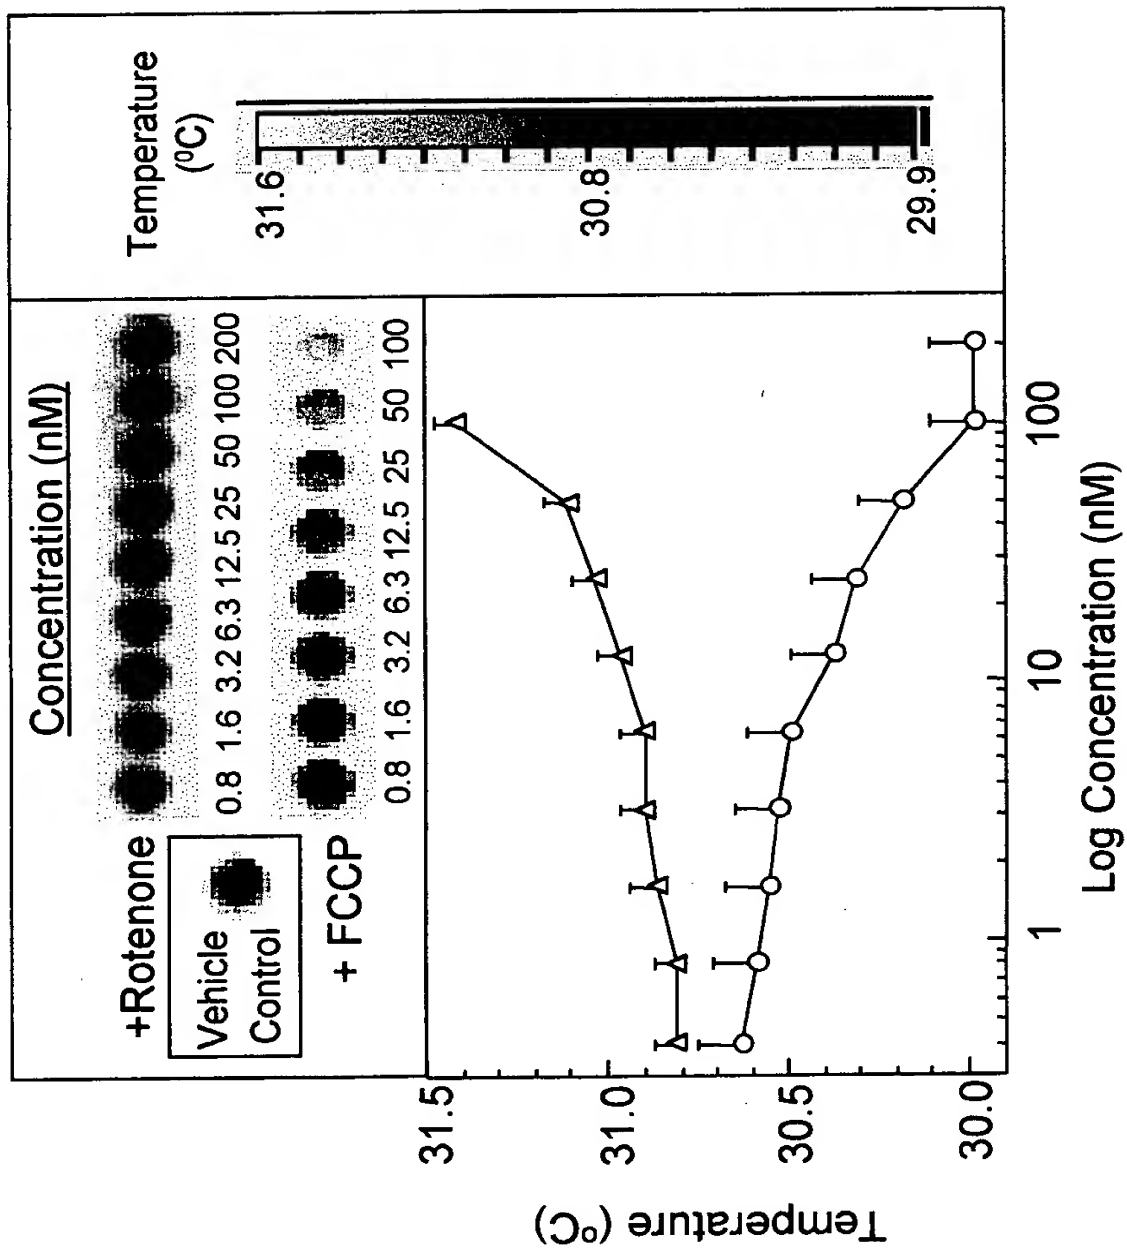 Concentration (nM)
+Rotenone
0.8 1.6 3.2 6.3 12.5 25 50 100 200
Vehicle
Control
+ FCCP
0.8 1.6 3.2 6.3 12.5 25 50 100
Temperature
(⁰C)
31.6
30.8
29.9
31.5
31.0
30.5
30.0
Temperature (⁰C)
1 10 100
Log Concentration (nM)